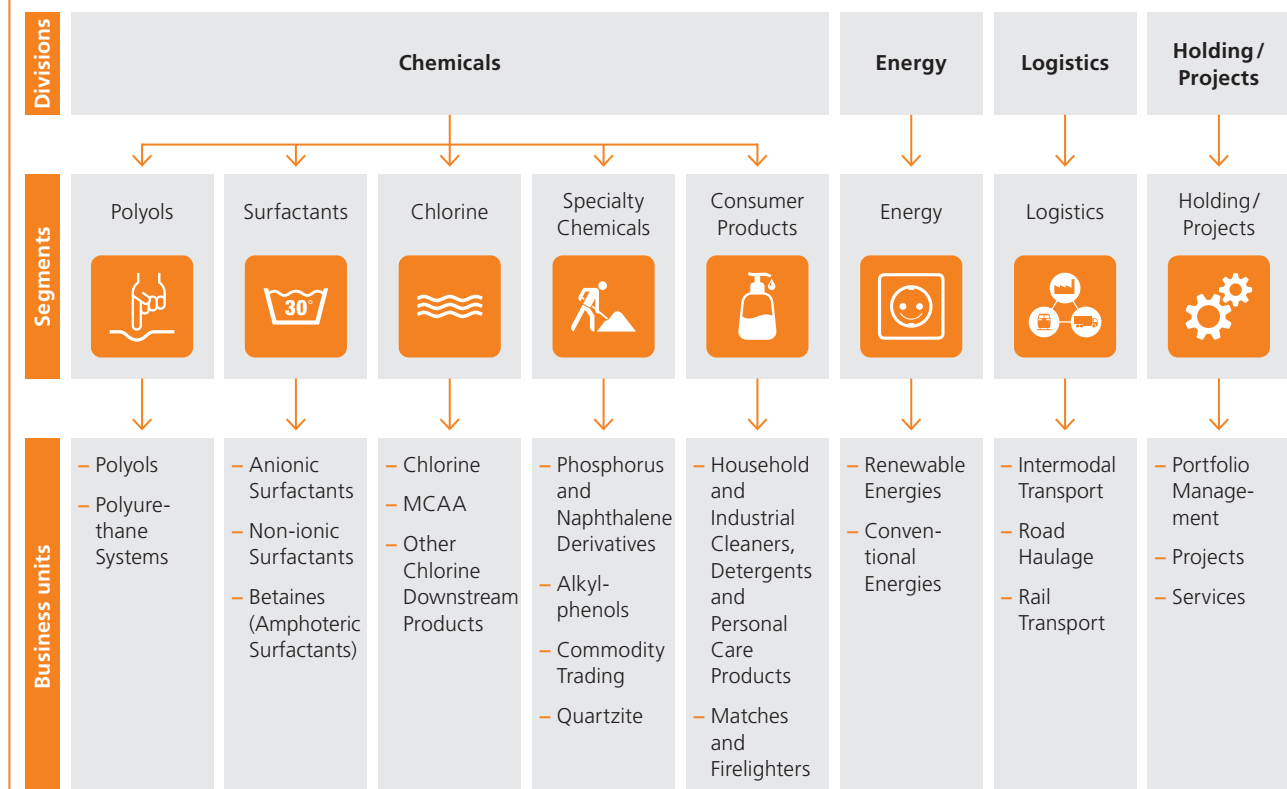 Divisions
Chemicals
Energy
Logistics
Holding/
Projects
Segments
Polyols
Surfactants
30°
Chlorine
Specialty
Chemicals
Consumer
Products
Energy
Logistics
Holding/
Projects
Business units
– Polyols
– Polyure-
thane
Systems
– Anionic
Surfactants
– Non-ionic
Surfactants
– Betaines
(Amphoteric
Surfactants)
– Chlorine
– MCAA
– Other
Chlorine
Downstream
Products
– Phosphorus
and
Naphthalene
Derivatives
– Alkyl-
phenols
– Commodity
Trading
– Quartzite
– Household
and
Industrial
Cleaners,
Detergents
and
Personal
Care
Products
– Matches
and
Firelighters
– Renewable
Energies
– Conven-
tional
Energies
– Intermodal
Transport
– Road
Haulage
– Rail
Transport
– Portfolio
Manage-
ment
– Projects
– Services